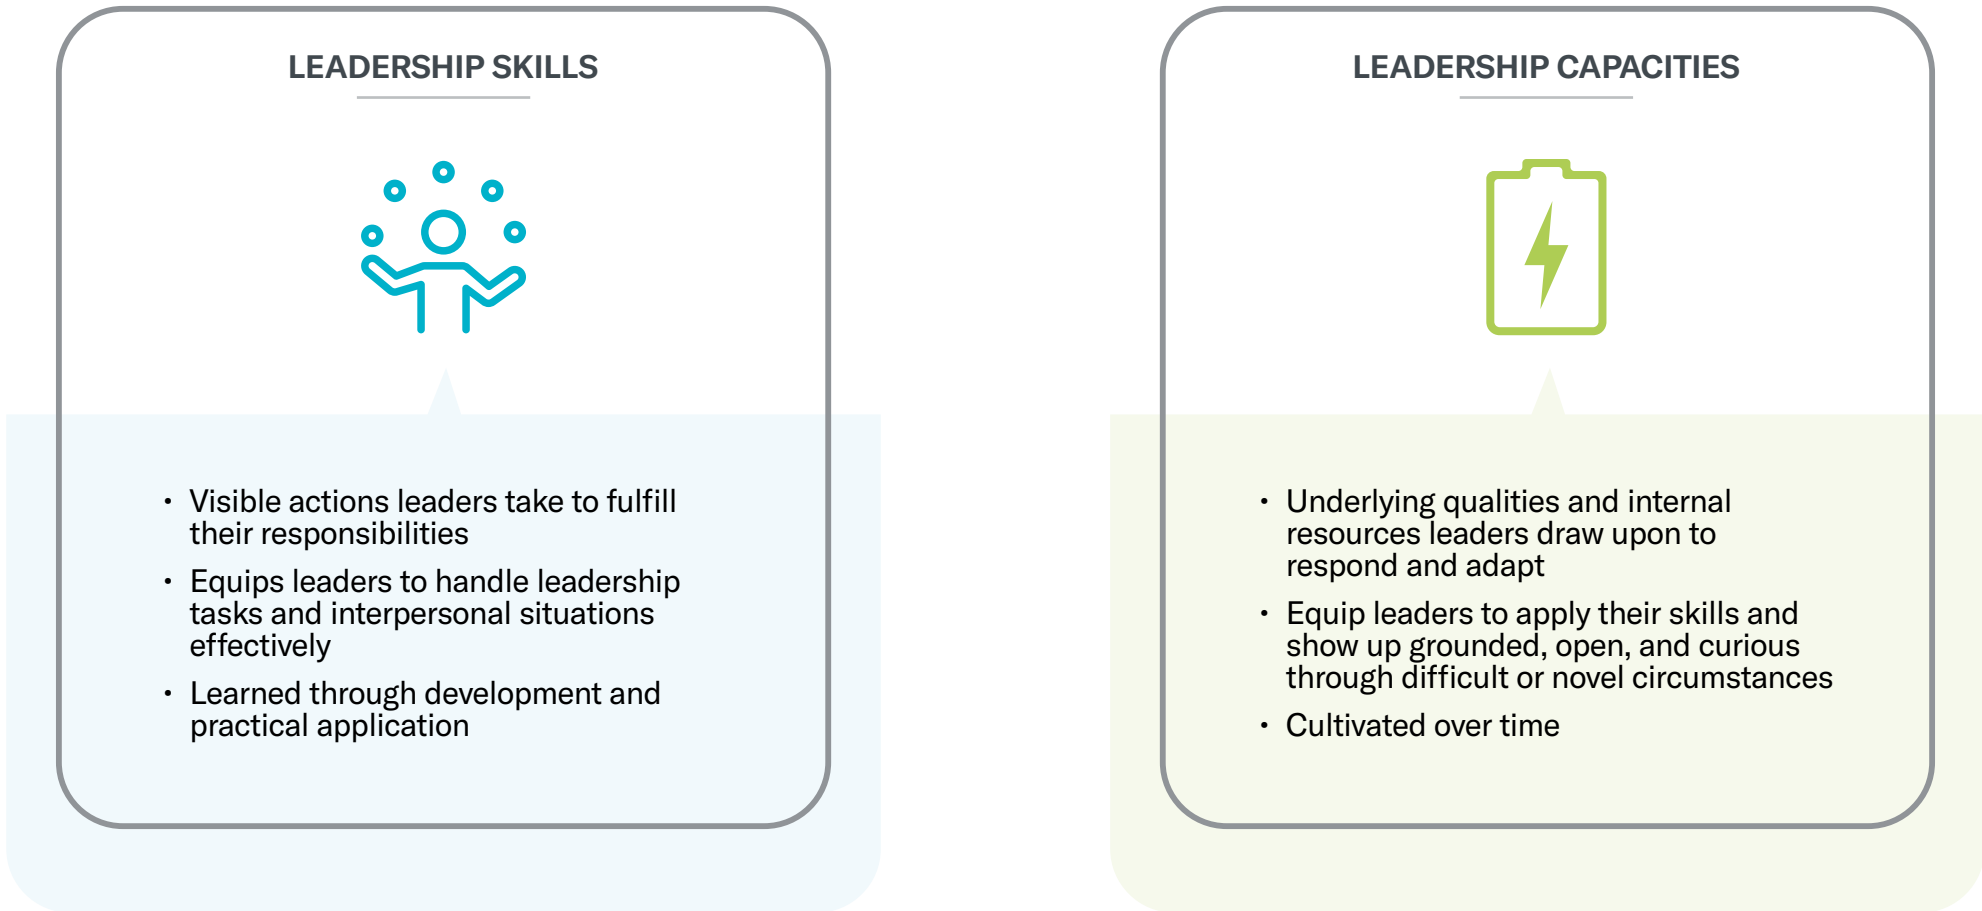 LEADERSHIP SKILLS
• Visible actions leaders take to fulfill
their responsibilities
• Equips leaders to handle leadership
tasks and interpersonal situations
effectively
• Learned through development and
practical application
LEADERSHIP CAPACITIES
• Underlying qualities and internal
resources leaders draw upon to
respond and adapt
• Equip leaders to apply their skills and
show up grounded, open, and curious
through difficult or novel circumstances
• Cultivated over time